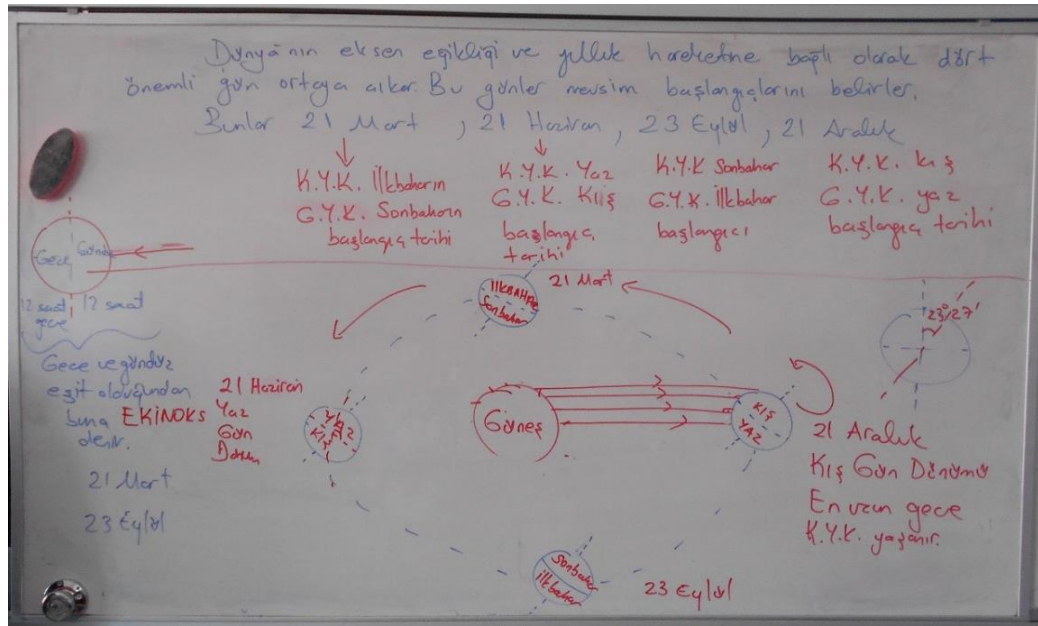 Dünya'nın eksen eğikliği ve yıllık hareketine bağlı olarak dört
önemli gün ortaya çıkar. Bu günler mevsim başlangıçlarını belirler.
Bunlar 21 Mart , 21 Haziran , 23 Eylül , 21 Aralık
K.Y.K. İlkbaharın
G.Y.K. Sonbaharın
başlangıç tarihi
K.Y.K. Yaz
G.Y.K. Kış
başlangıç
tarihi
K.Y.K Sonbahar
G.Y.K. İlkbahar
başlangıcı
K.Y.K. kış
G.Y.K. yaz
başlangıç tarihi
Gece
12 saat
gece
12 saat
Gece ve gündüz
eşit olduğundan
buna EKİNOKS
denir.
21 Mart
23 Eylül
İLKBAHAR
Sonbahar
21 Mart
21 Haziran
Yaz
Gün
YAZ
KIŞ
Güneş
KIŞ
YAZ
23° 27'
21 Aralık
Kış Gün Dönümü
En uzun gece
K.Y.K. yaşanır.
Sonbahar
ilkbahar
23 Eylül